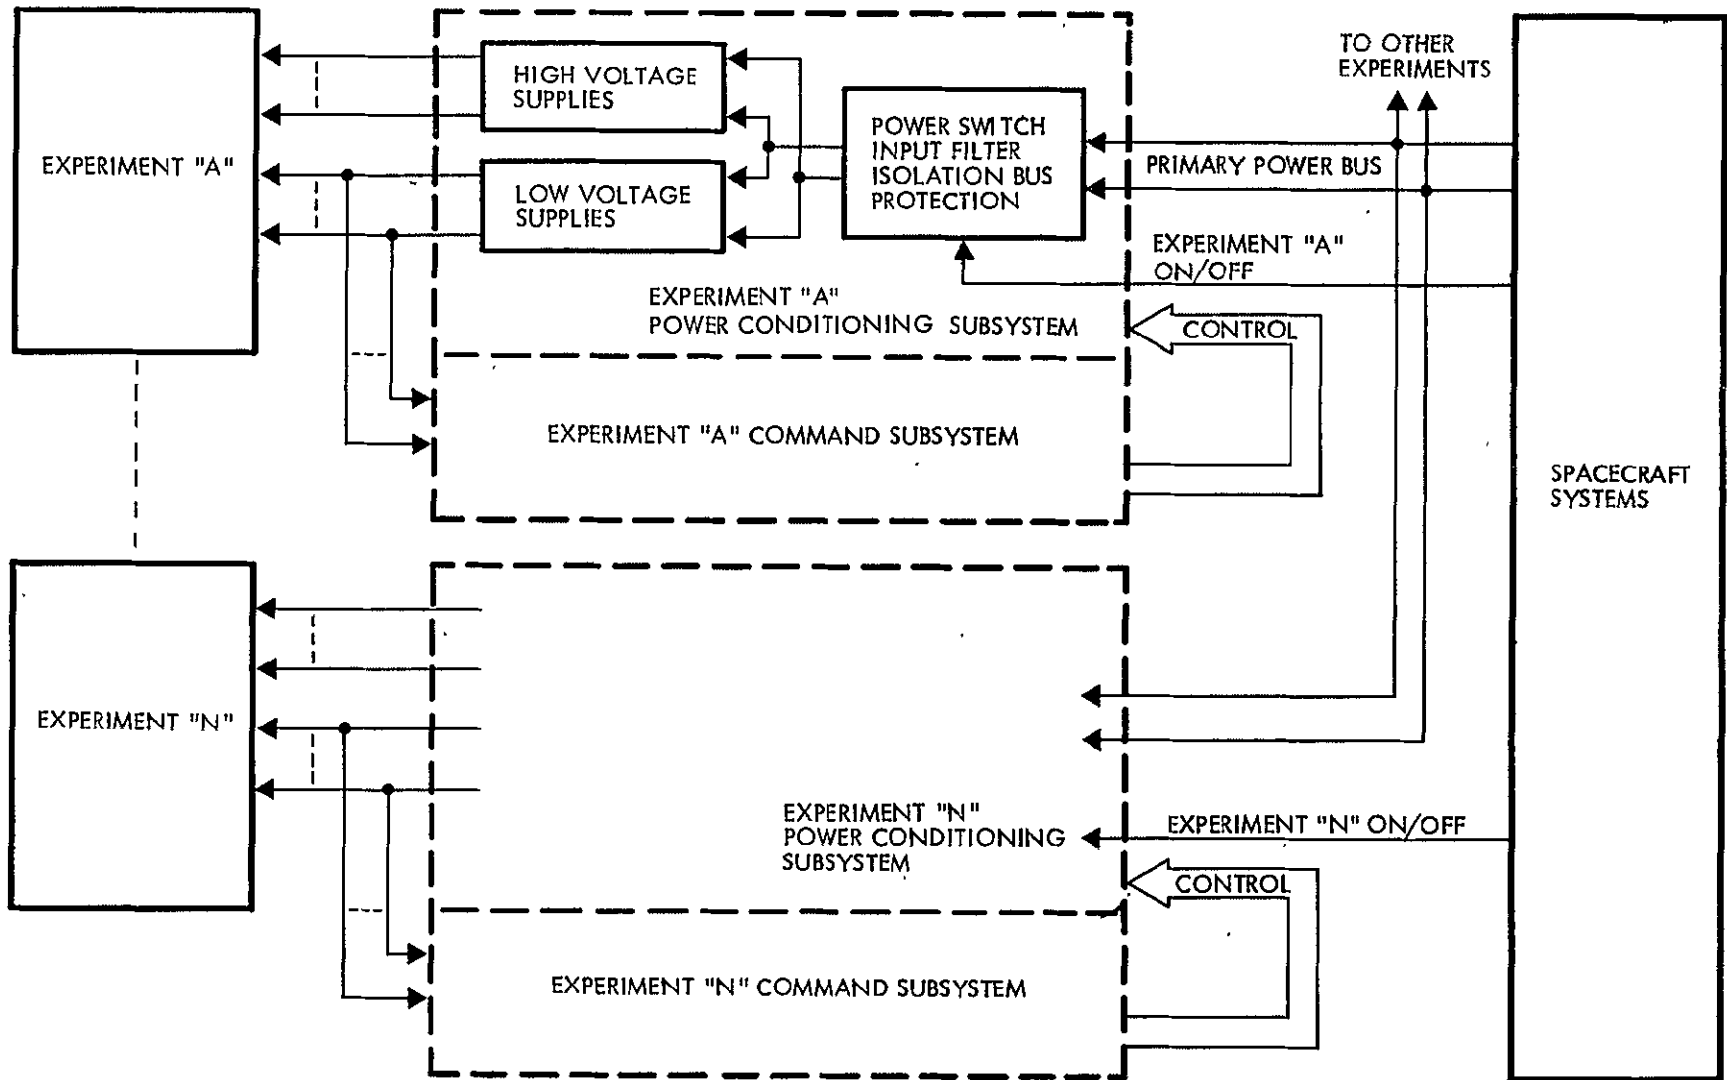 TO OTHER
EXPERIMENTS
HIGH VOLTAGE
SUPPLIES
POWER SWITCH
INPUT FILTER
ISOLATION BUS
PROTECTION
EXPERIMENT "A"
PRIMARY POWER BUS
LOW VOLTAGE
SUPPLIES
EXPERIMENT "A"
ON/OFF
EXPERIMENT "A"
POWER CONDITIONING SUBSYSTEM
CONTROL
EXPERIMENT "A" COMMAND SUBSYSTEM
SPACECRAFT
SYSTEMS
EXPERIMENT "N"
EXPERIMENT "N"
POWER CONDITIONING
SUBSYSTEM
EXPERIMENT "N" ON/OFF
CONTROL
EXPERIMENT "N" COMMAND SUBSYSTEM